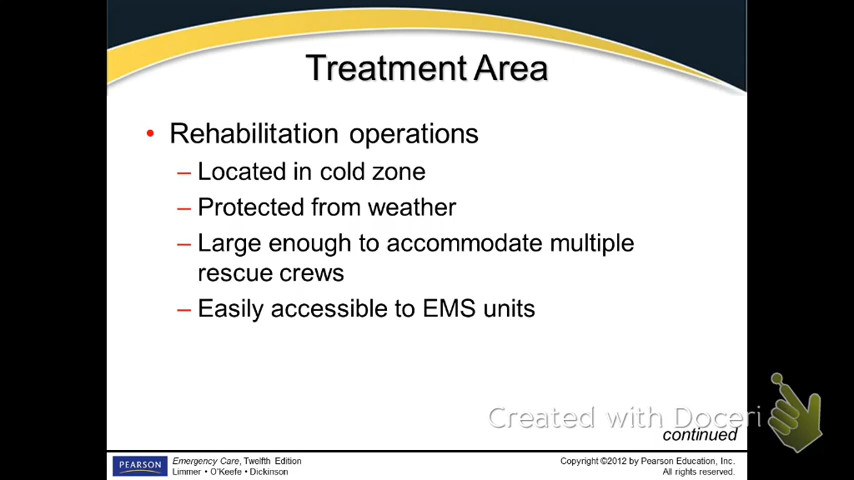 Treatment Area
• Rehabilitation operations
– Located in cold zone
– Protected from weather
– Large enough to accommodate multiple
rescue crews
– Easily accessible to EMS units
Created with Doceri
continued
PEARSON
Emergency Care, Twelfth Edition
Limmer • O'Keefe • Dickinson
Copyright ©2012 by Pearson Education, Inc.
All rights reserved.